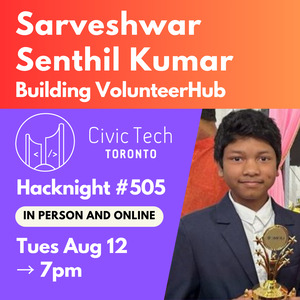 Sarveshwar
Senthil Kumar
Building VolunteerHub
</>
Civic Tech
TORONTO
Hacknight #505
IN PERSON AND ONLINE
Tues Aug 12
→ 7pm